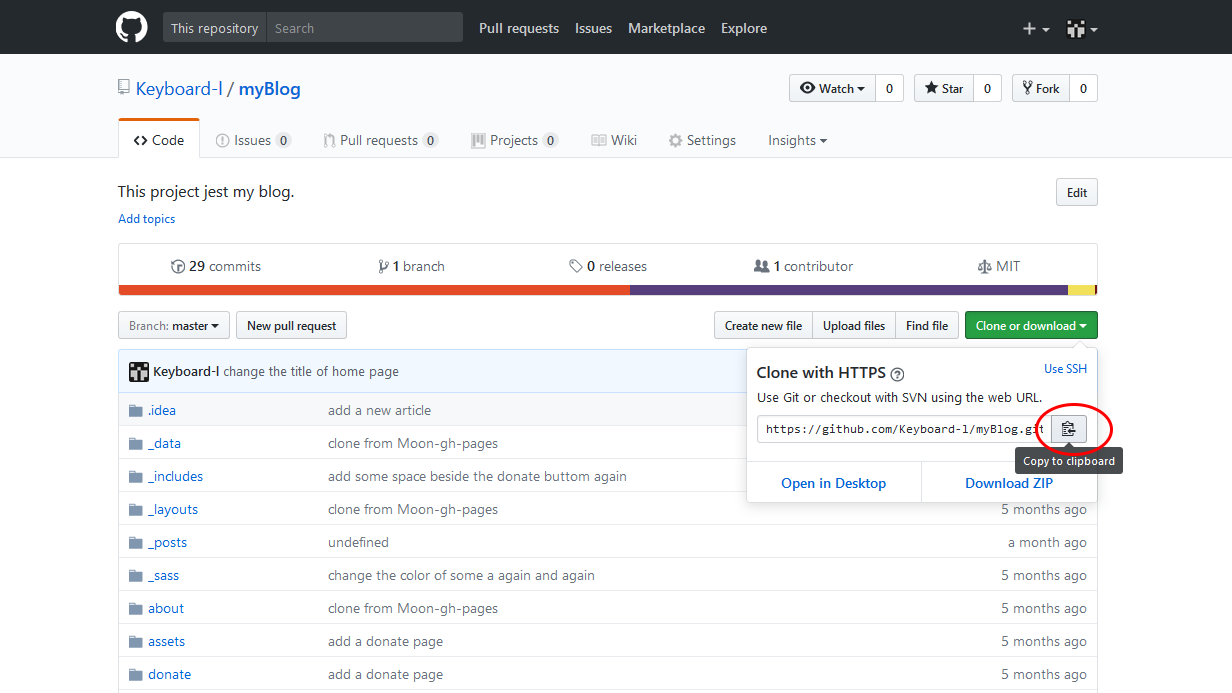 This repository Search Pull requests Issues Marketplace Explore
Keyboard-l / myBlog Watch 0 Star 0 Fork 0
Code Issues 0 Pull requests 0 Projects 0 Wiki Settings Insights
This project jest my blog. Edit
Add topics
29 commits 1 branch 0 releases 1 contributor MIT
Branch: master New pull request Create new file Upload files Find file Clone or download
Keyboard-l change the title of home page
Clone with HTTPS ? Use SSH
Use Git or checkout with SVN using the web URL.
https://github.com/Keyboard-l/myBlog.git
Copy to clipboard
Open in Desktop Download ZIP
.idea add a new article
_data clone from Moon-gh-pages
_includes add some space beside the donate buttom again
_layouts clone from Moon-gh-pages 5 months ago
_posts undefined a month ago
_sass change the color of some a again and again 5 months ago
about clone from Moon-gh-pages 5 months ago
assets add a donate page 5 months ago
donate add a donate page 5 months ago